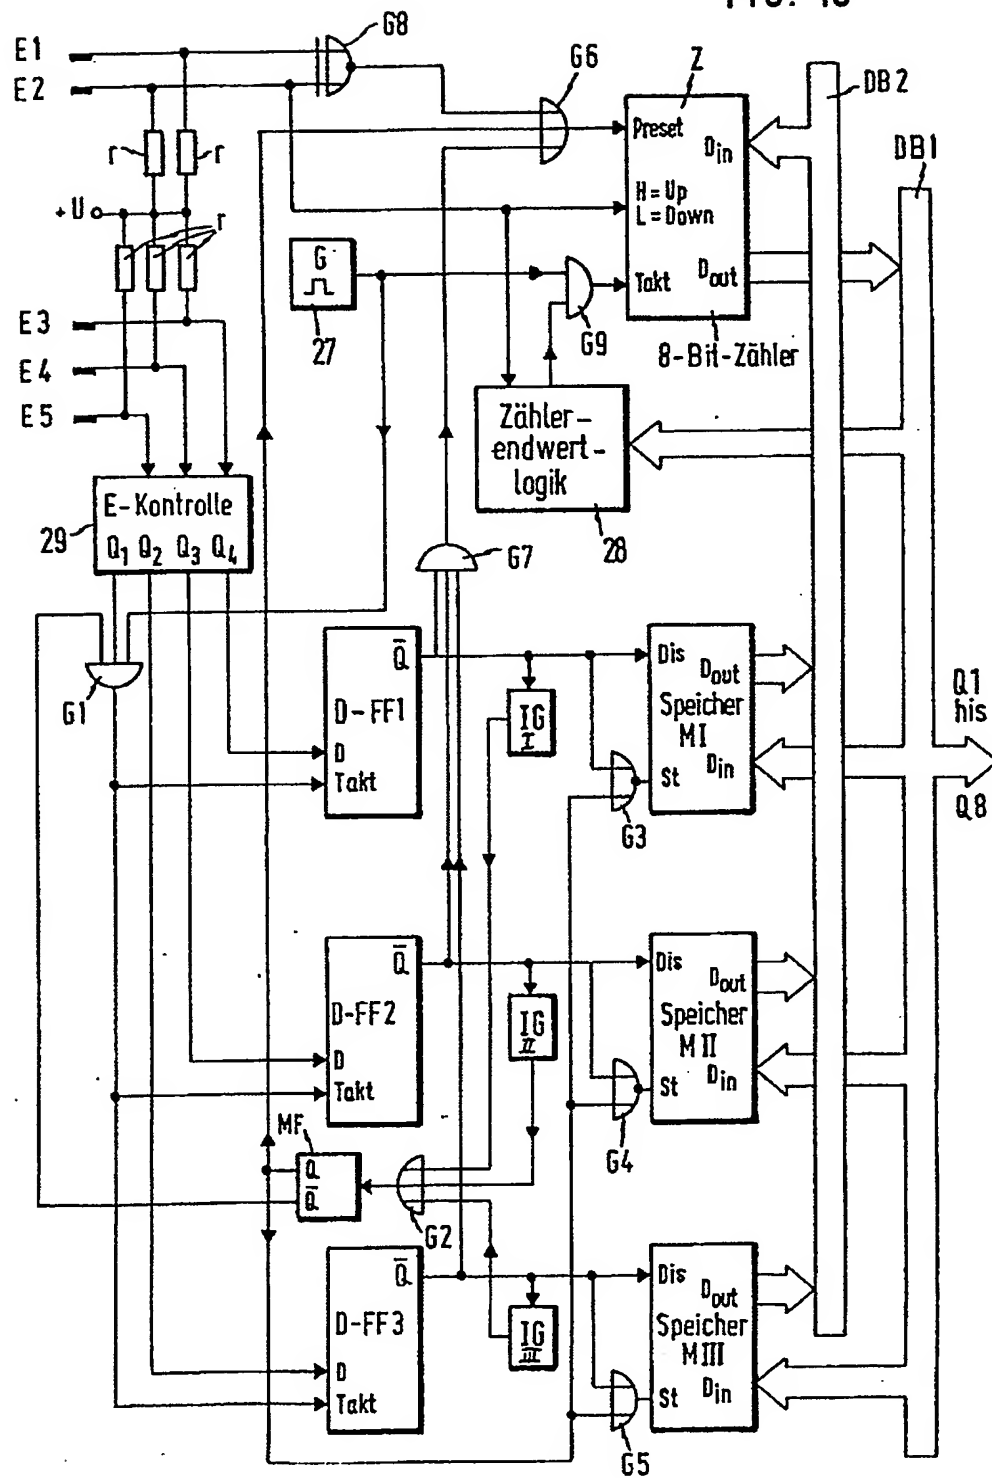 E1
E2
G8
G6
Z
DB2
DB1
Preset
Din
H = Up
L = Down
Takt
Dout
8-Bit-Zähler
r
r
+U
r
G
27
G9
E3
E4
E5
Zähler-
endwert-
logik
28
E-Kontrolle
Q1 Q2 Q3 Q4
29
G7
G1
Q̅
D-FF1
D
Takt
IG
I
G3
Dis
Dout
Speicher
MI
Din
St
Q1
his
Q8
Q̅
D-FF2
D
Takt
IG
II
G4
Dis
Dout
Speicher
MII
Din
St
MF
Q
Q̅
G2
Q̅
D-FF3
D
Takt
IG
III
G5
Dis
Dout
Speicher
MIII
Din
St